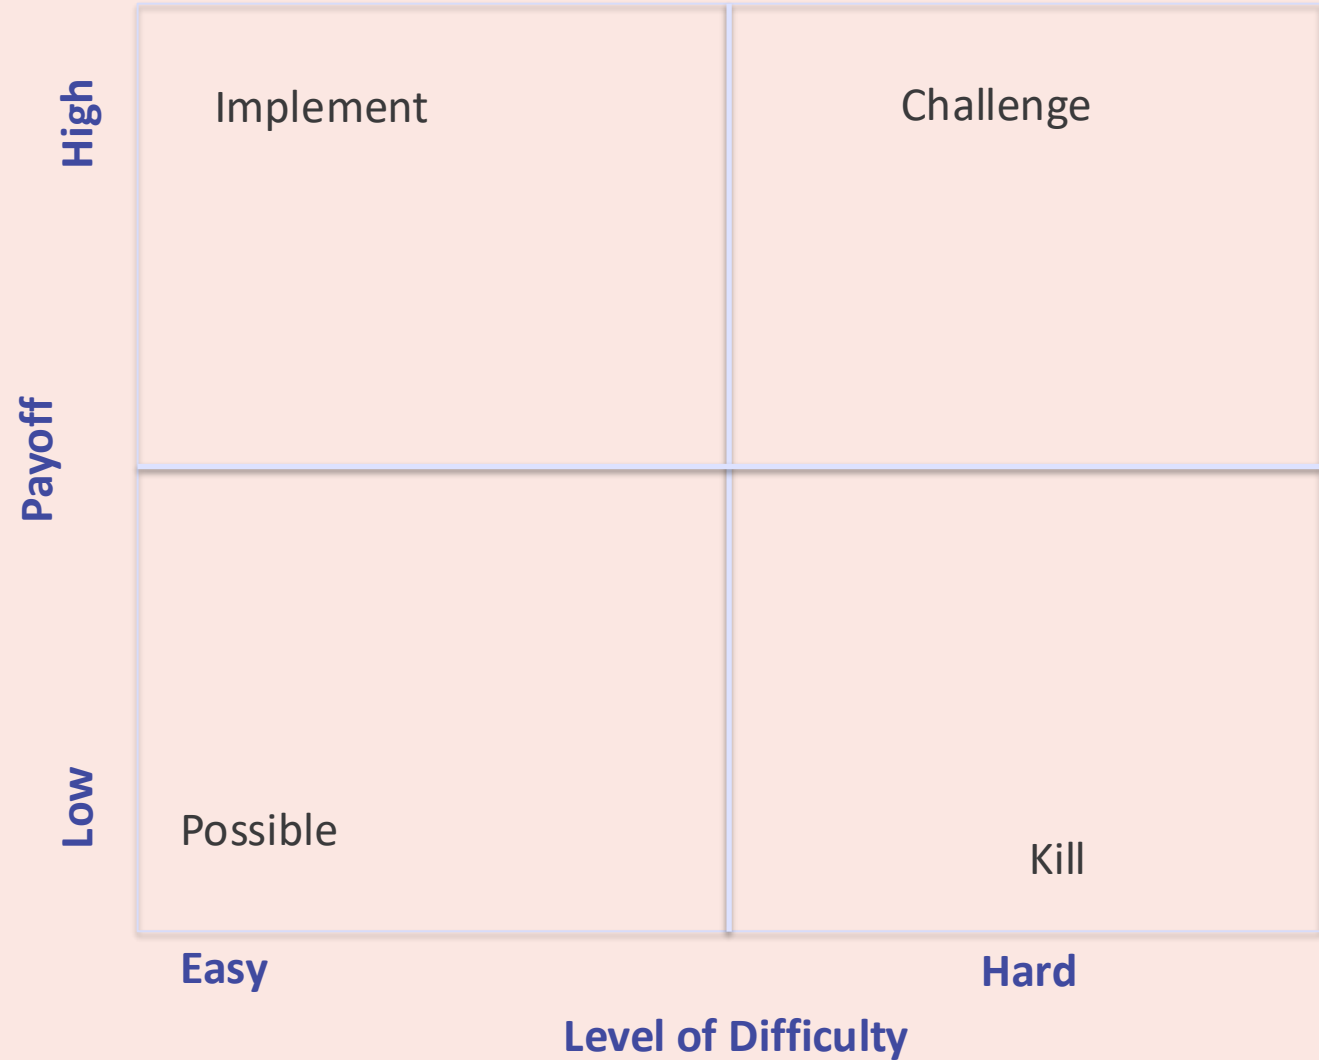 High
Implement
Challenge
Payoff
Low
Possible
Kill
Easy
Hard
Level of Difficulty